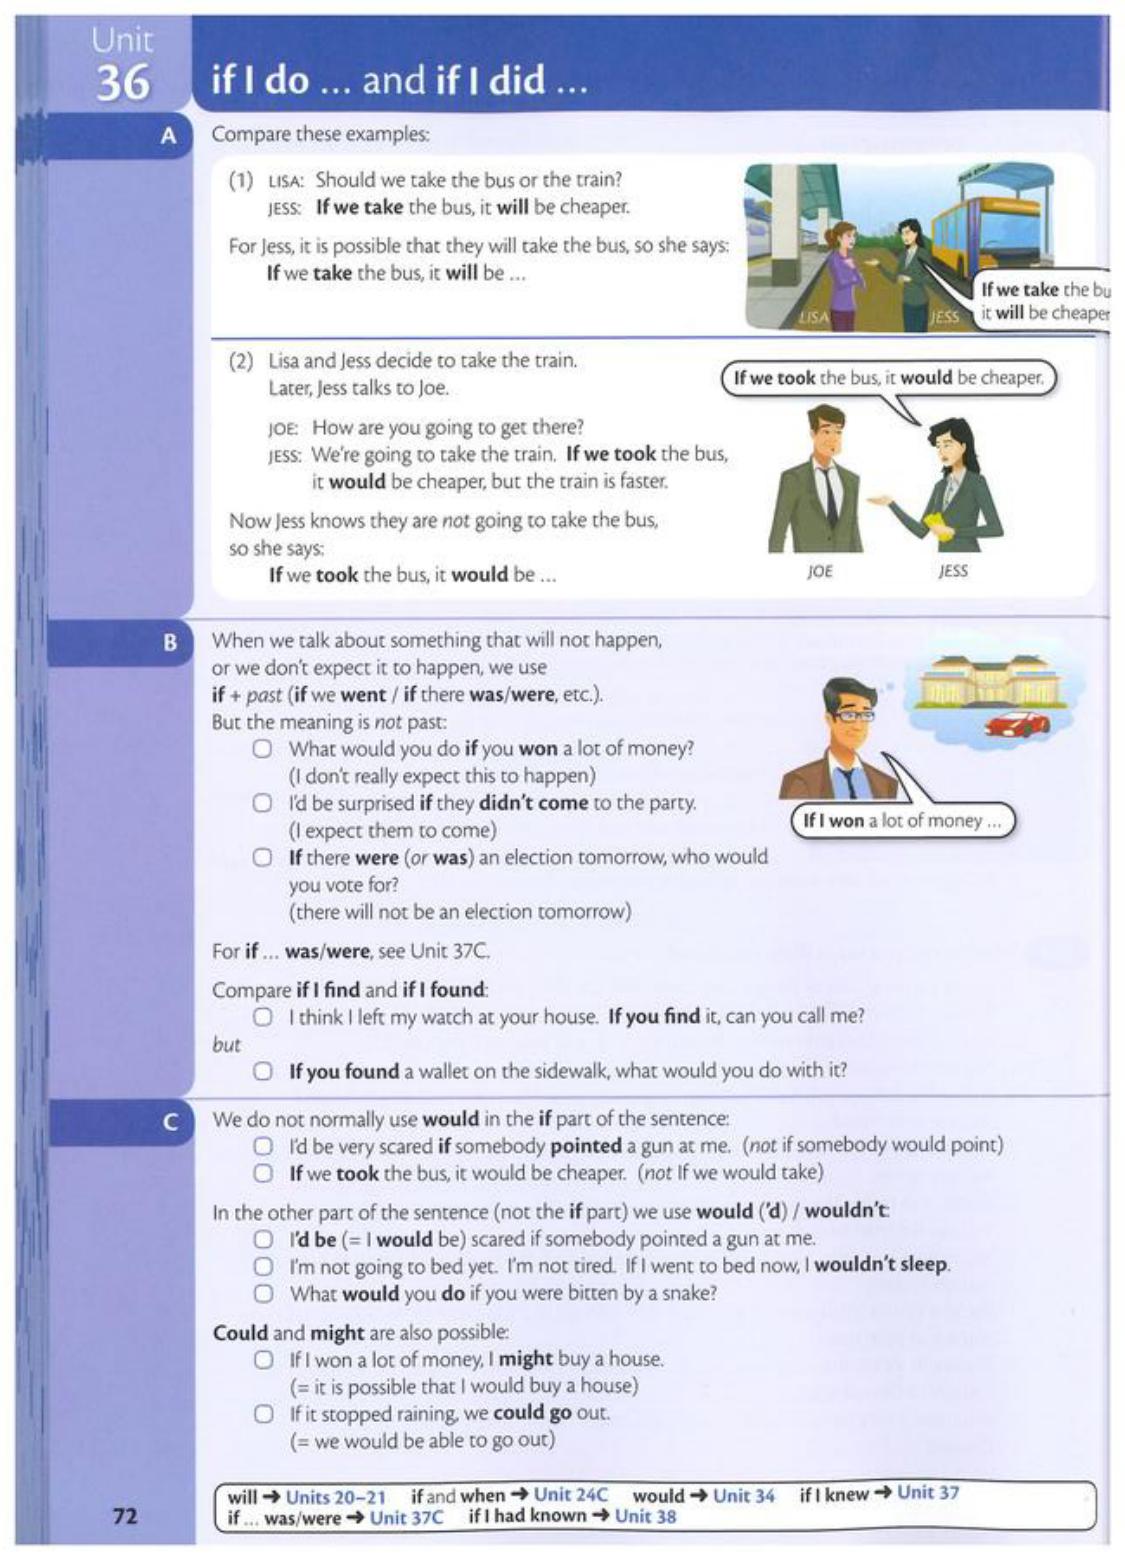 Unit
36
if I do ... and if I did ...
A
Compare these examples:
(1) LISA: Should we take the bus or the train?
JESS: If we take the bus, it will be cheaper.
For Jess, it is possible that they will take the bus, so she says:
If we take the bus, it will be ...
BUS STOP
If we take the bu
it will be cheaper
LISA
JESS
(2) Lisa and Jess decide to take the train.
Later, Jess talks to Joe.
JOE: How are you going to get there?
JESS: We're going to take the train. If we took the bus,
it would be cheaper, but the train is faster.
Now Jess knows they are not going to take the bus,
so she says:
If we took the bus, it would be ...
If we took the bus, it would be cheaper.
JOE
JESS
B
When we talk about something that will not happen,
or we don't expect it to happen, we use
if + past (if we went / if there was/were, etc.).
But the meaning is not past:
What would you do if you won a lot of money?
(I don't really expect this to happen)
I'd be surprised if they didn't come to the party.
(I expect them to come)
If there were (or was) an election tomorrow, who would
you vote for?
(there will not be an election tomorrow)
If I won a lot of money ...
For if ... was/were, see Unit 37C.
Compare if I find and if I found:
I think I left my watch at your house. If you find it, can you call me?
but
If you found a wallet on the sidewalk, what would you do with it?
C
We do not normally use would in the if part of the sentence:
I'd be very scared if somebody pointed a gun at me. (not if somebody would point)
If we took the bus, it would be cheaper. (not If we would take)
In the other part of the sentence (not the if part) we use would ('d) / wouldn't:
I'd be (= I would be) scared if somebody pointed a gun at me.
I'm not going to bed yet. I'm not tired. If I went to bed now, I wouldn't sleep.
What would you do if you were bitten by a snake?
Could and might are also possible:
If I won a lot of money, I might buy a house.
(= it is possible that I would buy a house)
If it stopped raining, we could go out.
(= we would be able to go out)
72
will → Units 20–21 if and when → Unit 24C would → Unit 34 if I knew → Unit 37
if ... was/were → Unit 37C if I had known → Unit 38